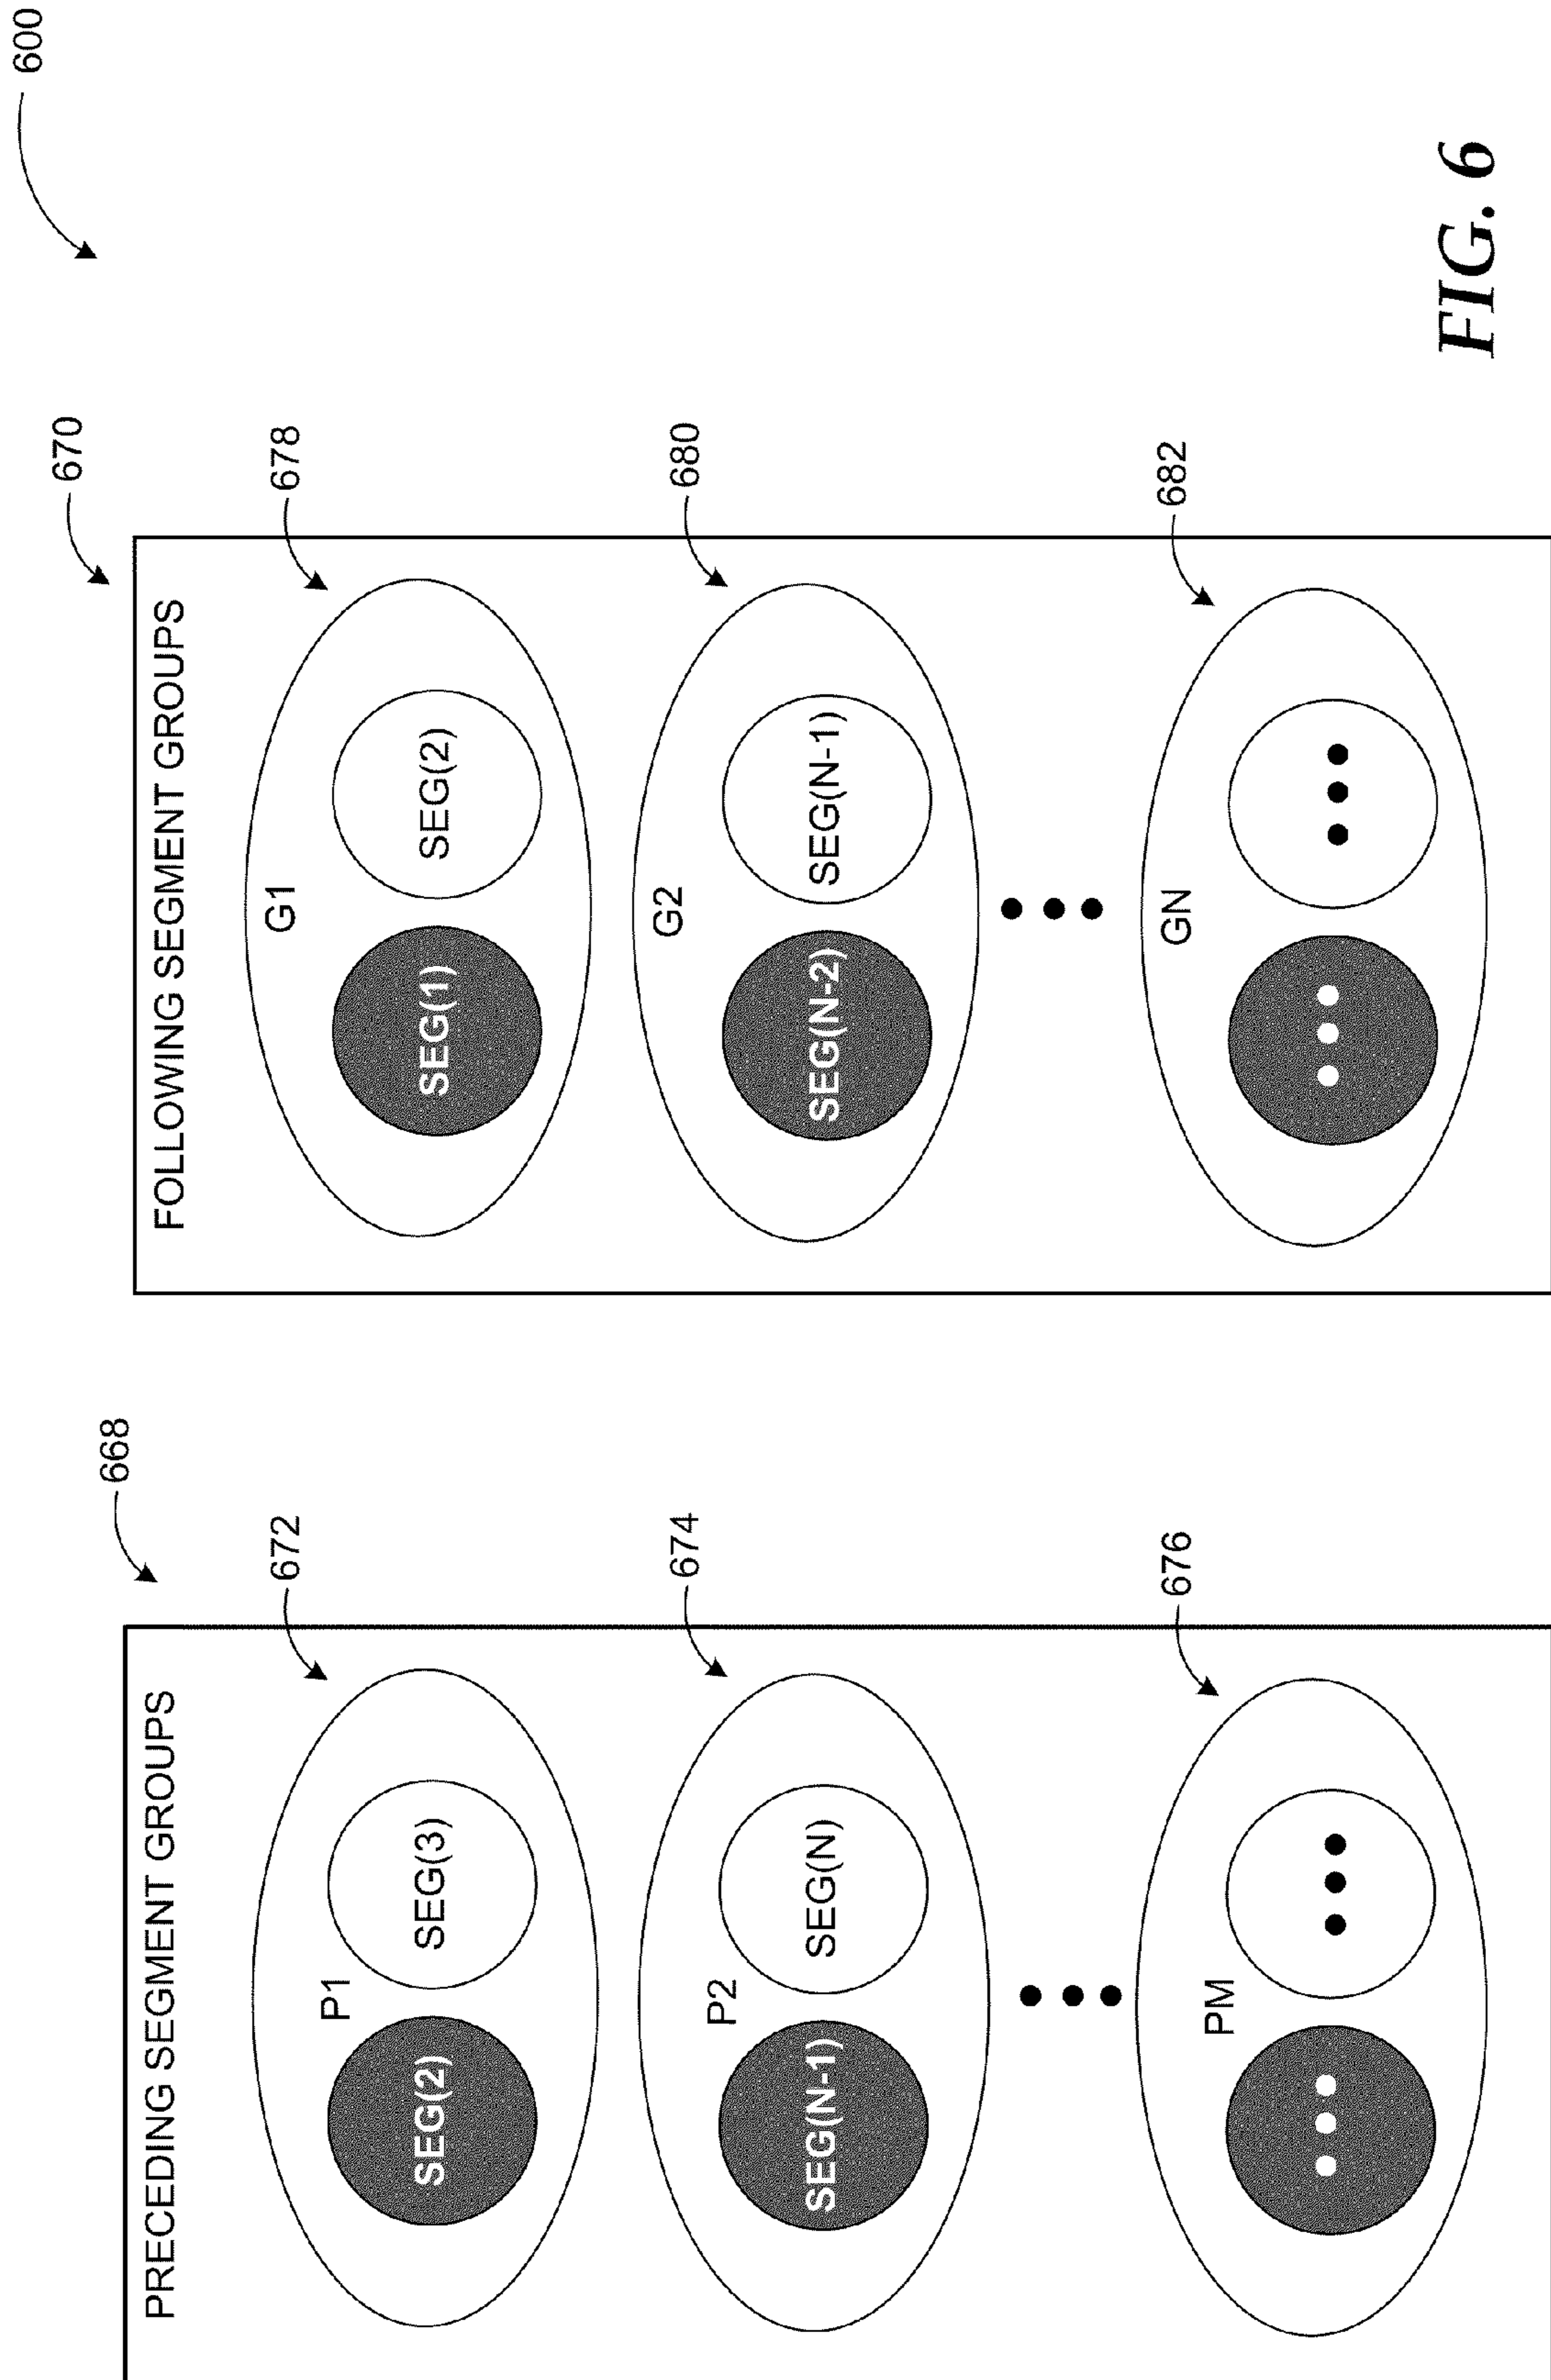 600
668
PRECEDING SEGMENT GROUPS
672
P1
SEG(2)
SEG(3)
674
P2
SEG(N-1)
SEG(N)
676
PM
670
FOLLOWING SEGMENT GROUPS
678
G1
SEG(1)
SEG(2)
680
G2
SEG(N-2)
SEG(N-1)
682
GN
FIG. 6